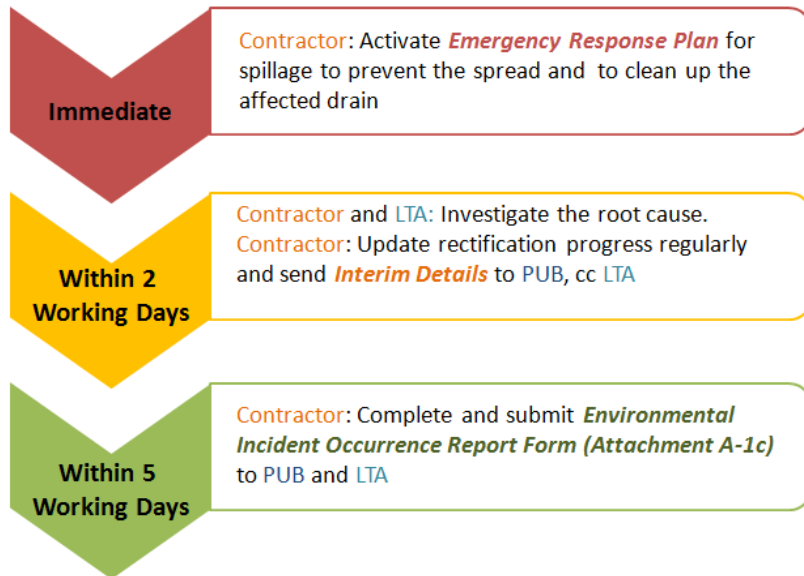 Immediate
Contractor: Activate Emergency Response Plan for
spillage to prevent the spread and to clean up the
affected drain
Within 2
Working Days
Contractor and LTA: Investigate the root cause.
Contractor: Update rectification progress regularly
and send Interim Details to PUB, cc LTA
Within 5
Working Days
Contractor: Complete and submit Environmental
Incident Occurrence Report Form (Attachment A-1c)
to PUB and LTA